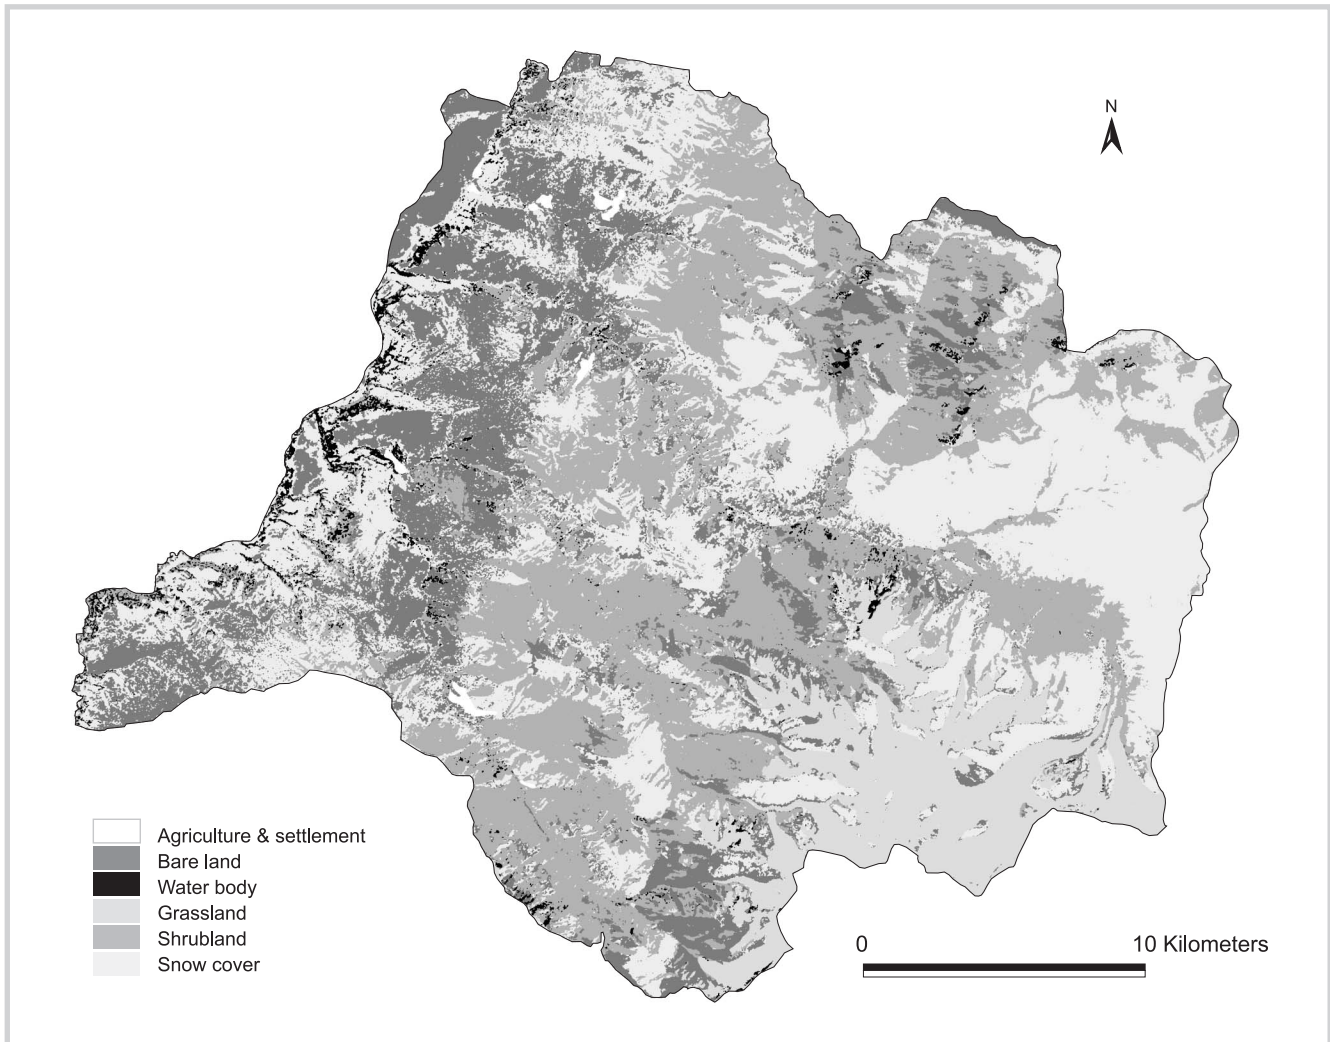 N
Agriculture & settlement
Bare land
Water body
Grassland
Shrubland
Snow cover
0 10 Kilometers